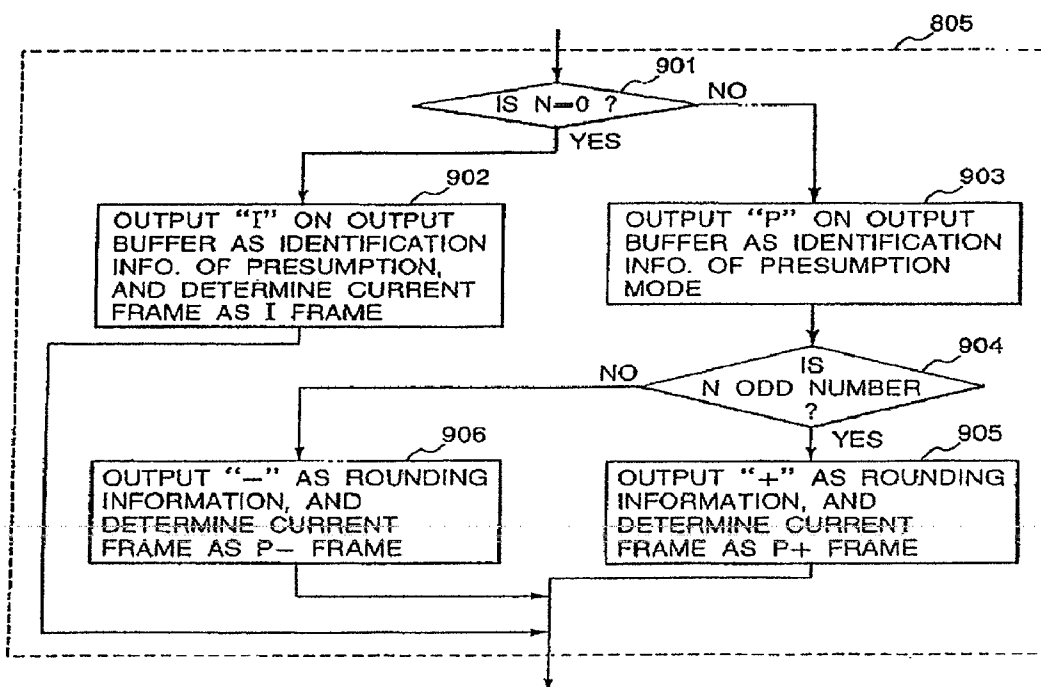 805
901
IS N=0 ?
NO
YES
902
OUTPUT "I" ON OUTPUT
BUFFER AS IDENTIFICATION
INFO. OF PRESUMPTION,
AND DETERMINE CURRENT
FRAME AS I FRAME
903
OUTPUT "P" ON OUTPUT
BUFFER AS IDENTIFICATION
INFO. OF PRESUMPTION
MODE
904
IS
N ODD NUMBER
?
NO
YES
906
OUTPUT "−" AS ROUNDING
INFORMATION, AND
DETERMINE CURRENT
FRAME AS P− FRAME
905
OUTPUT "+" AS ROUNDING
INFORMATION, AND
DETERMINE CURRENT
FRAME AS P+ FRAME